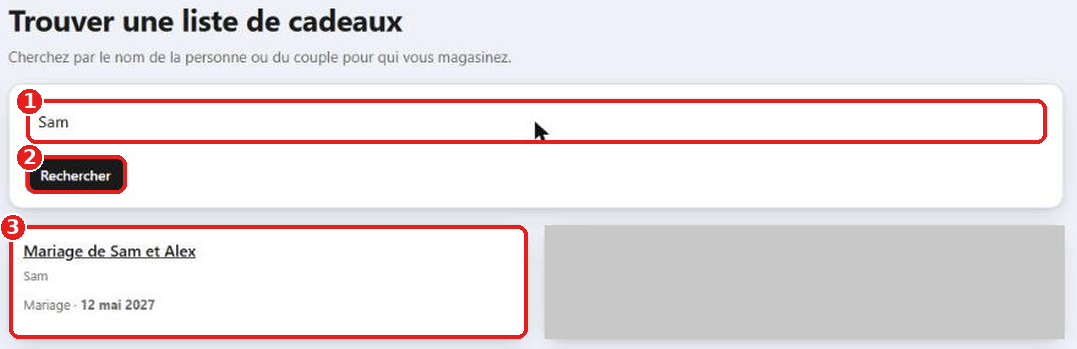 Trouver une liste de cadeaux
Cherchez par le nom de la personne ou du couple pour qui vous magasinez.
1
Sam
2
Rechercher
3
Mariage de Sam et Alex
Sam
Mariage · 12 mai 2027